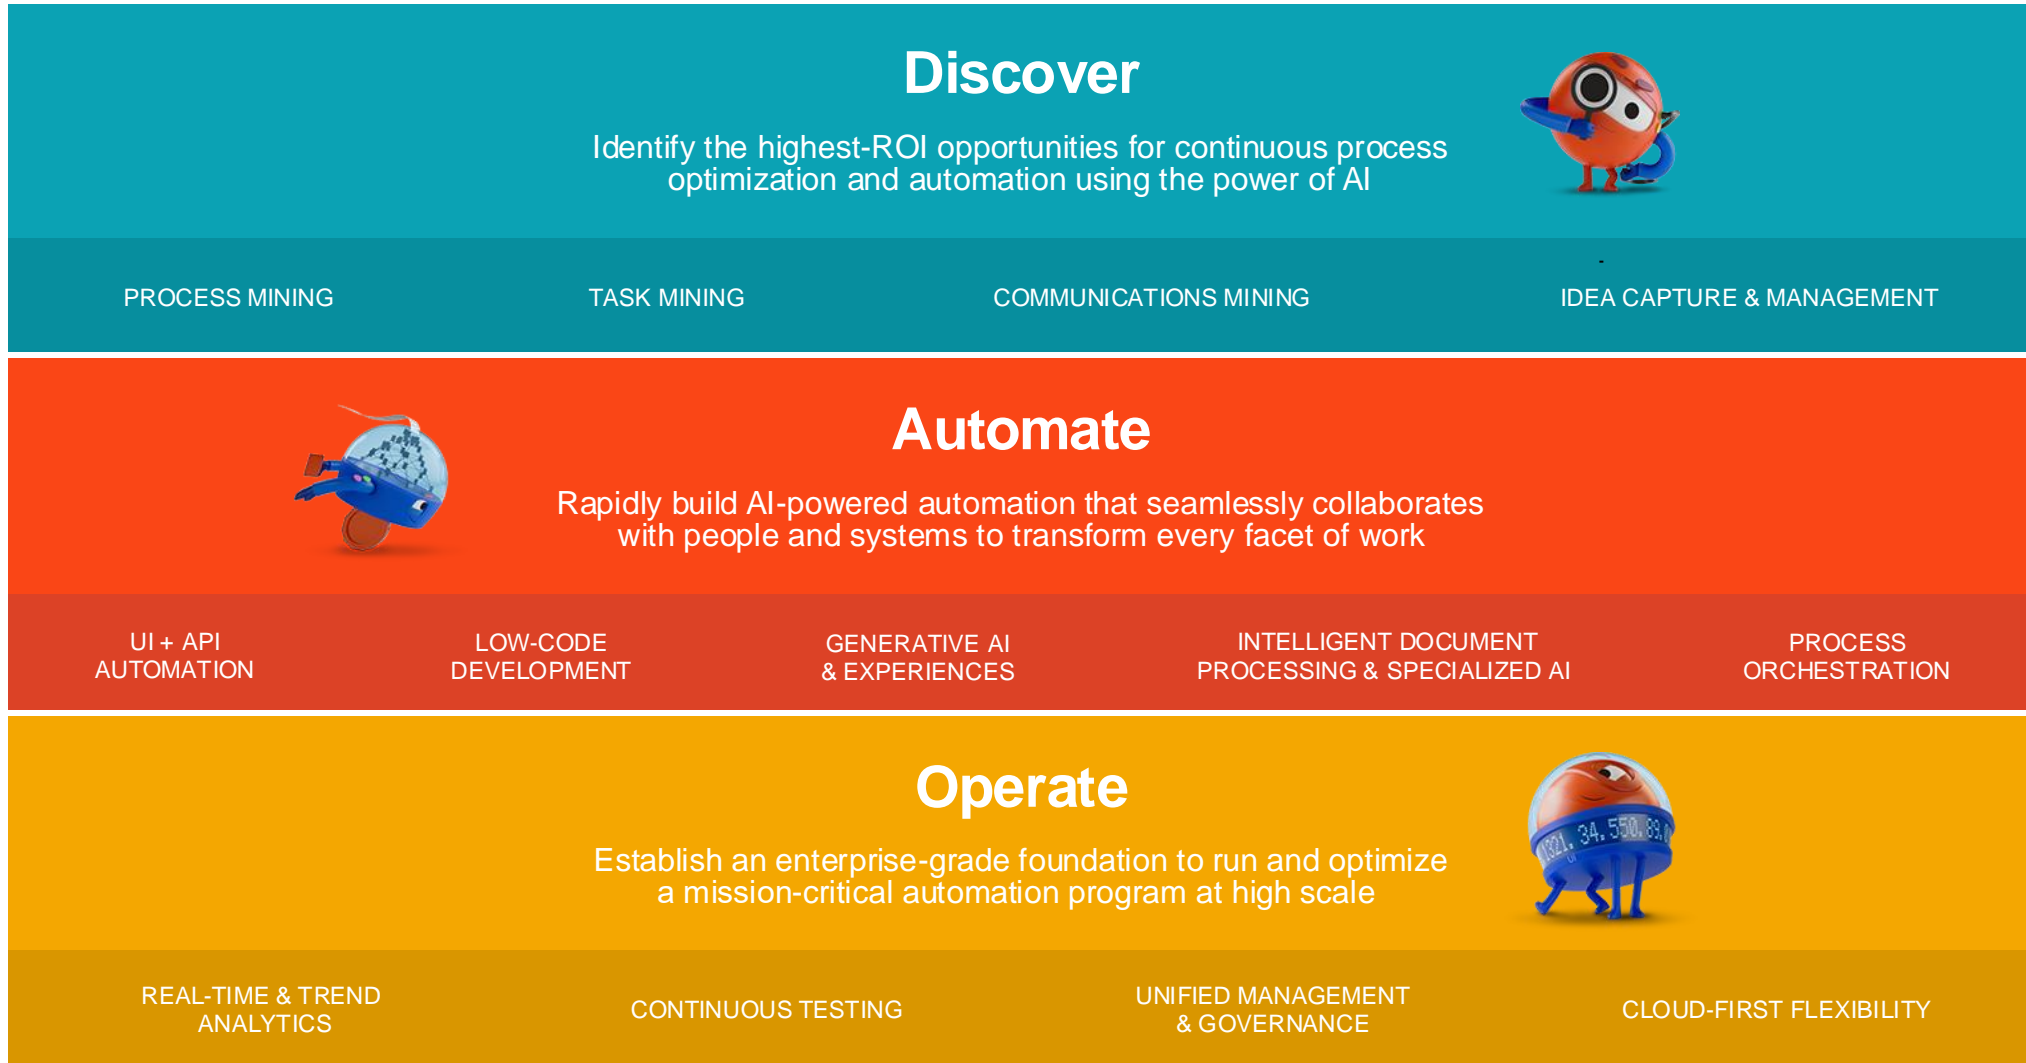 Discover
Identify the highest-ROI opportunities for continuous process
optimization and automation using the power of AI
PROCESS MINING
TASK MINING
COMMUNICATIONS MINING
IDEA CAPTURE & MANAGEMENT
Automate
Rapidly build AI-powered automation that seamlessly collaborates
with people and systems to transform every facet of work
UI + API
AUTOMATION
LOW-CODE
DEVELOPMENT
GENERATIVE AI
& EXPERIENCES
INTELLIGENT DOCUMENT
PROCESSING & SPECIALIZED AI
PROCESS
ORCHESTRATION
Operate
Establish an enterprise-grade foundation to run and optimize
a mission-critical automation program at high scale
1321. 34. 550. 89.
REAL-TIME & TREND
ANALYTICS
CONTINUOUS TESTING
UNIFIED MANAGEMENT
& GOVERNANCE
CLOUD-FIRST FLEXIBILITY